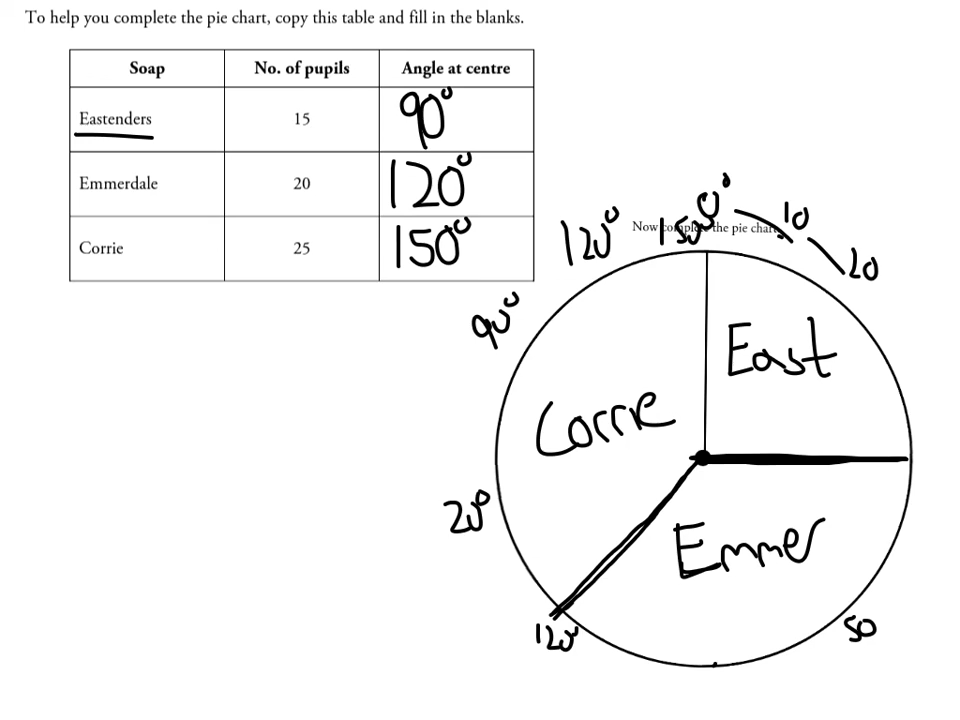 To help you complete the pie chart, copy this table and fill in the blanks.
Soap No. of pupils Angle at centre
Eastenders 15 90°
Emmerdale 20 120°
Corrie 25 150°
Now complete the pie chart
0° 10
120° 150
20
90°
East
Corrie
20°
Emmer
120
50